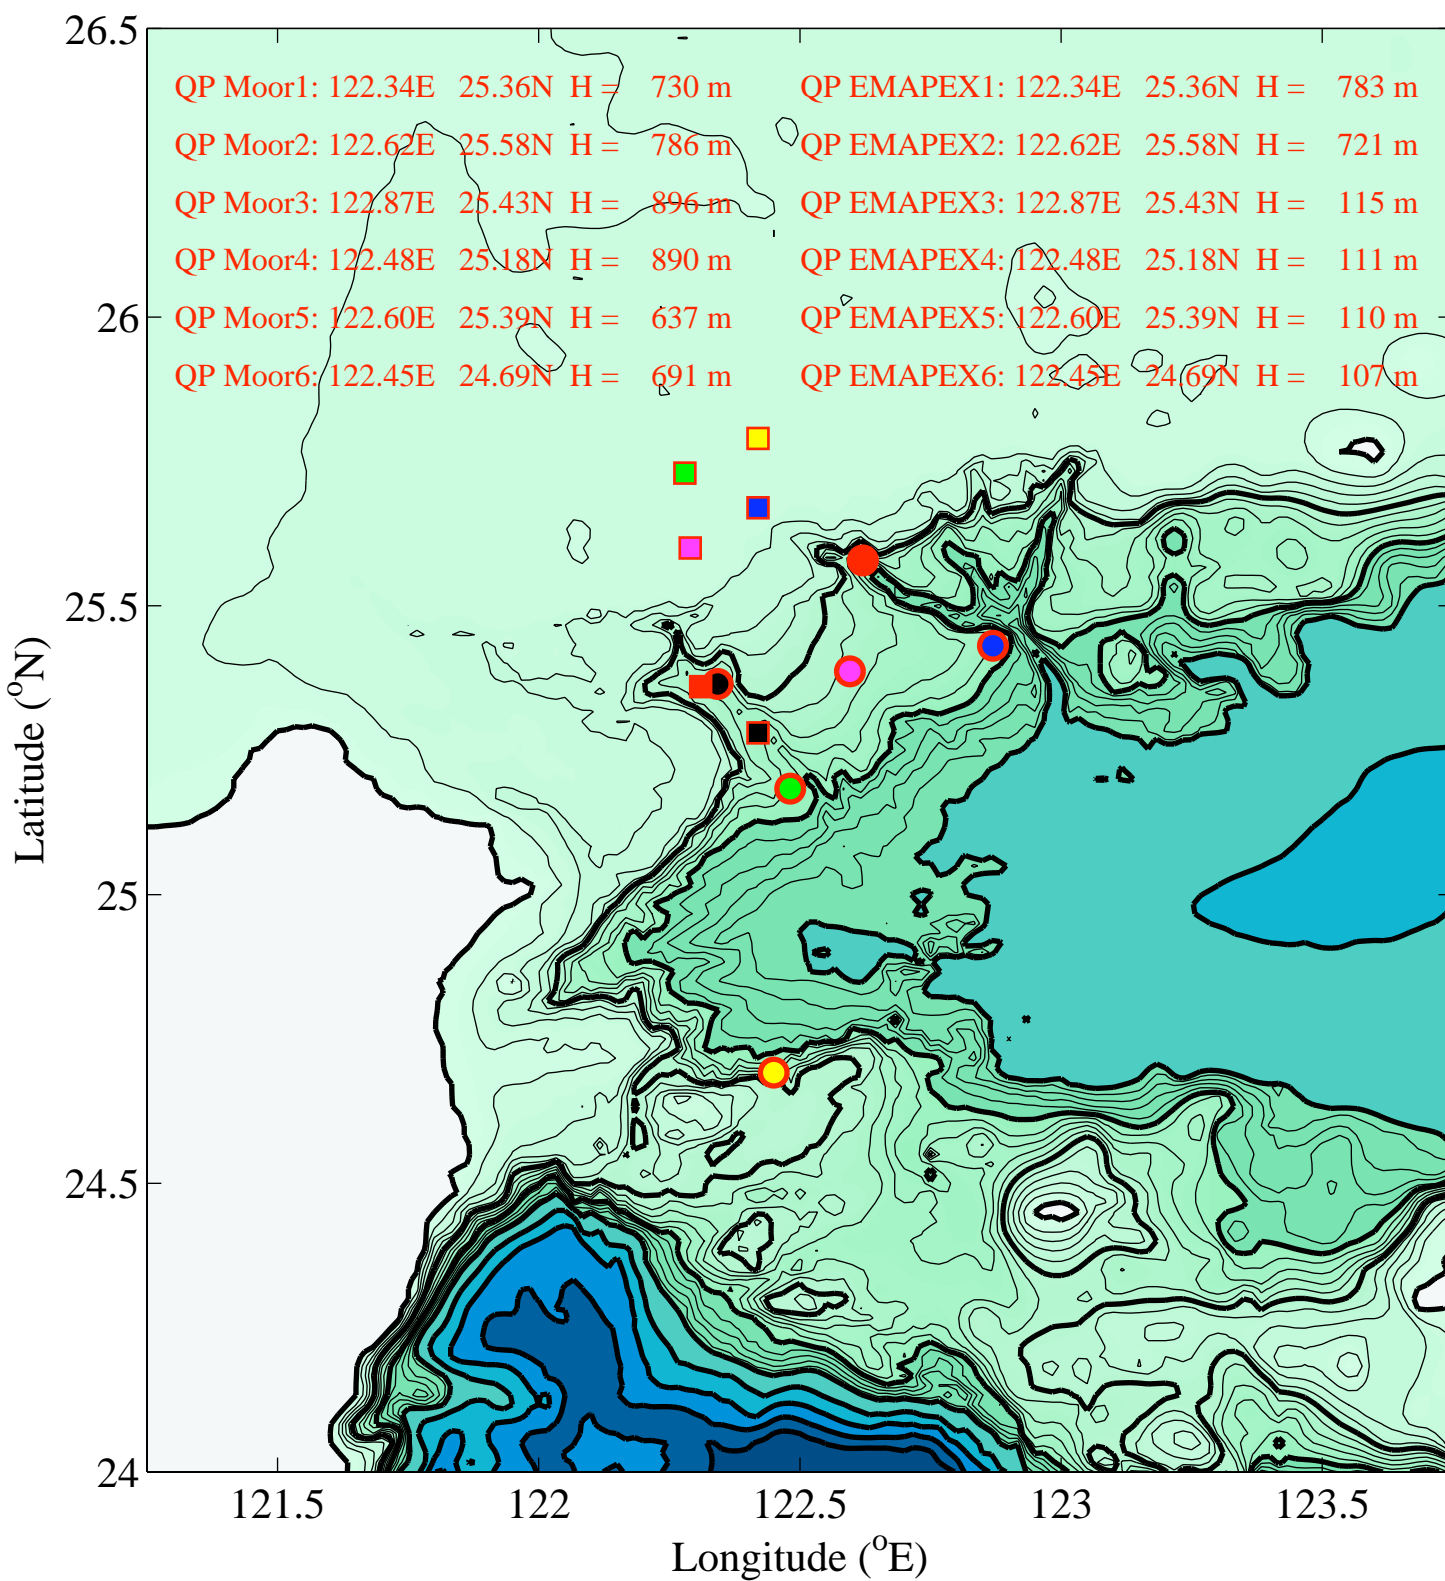 26.5
QP Moor1: 122.34E 25.36N H = 730 m QP EMAPEX1: 122.34E 25.36N H = 783 m
QP Moor2: 122.62E 25.58N H = 786 m QP EMAPEX2: 122.62E 25.58N H = 721 m
QP Moor3: 122.87E 25.43N H = 896 m QP EMAPEX3: 122.87E 25.43N H = 115 m
QP Moor4: 122.48E 25.18N H = 890 m QP EMAPEX4: 122.48E 25.18N H = 111 m
26
QP Moor5: 122.60E 25.39N H = 637 m QP EMAPEX5: 122.60E 25.39N H = 110 m
QP Moor6: 122.45E 24.69N H = 691 m QP EMAPEX6: 122.45E 24.69N H = 107 m
25.5
Latitude (°N)
25
24.5
24
121.5 122 122.5 123 123.5
Longitude (°E)